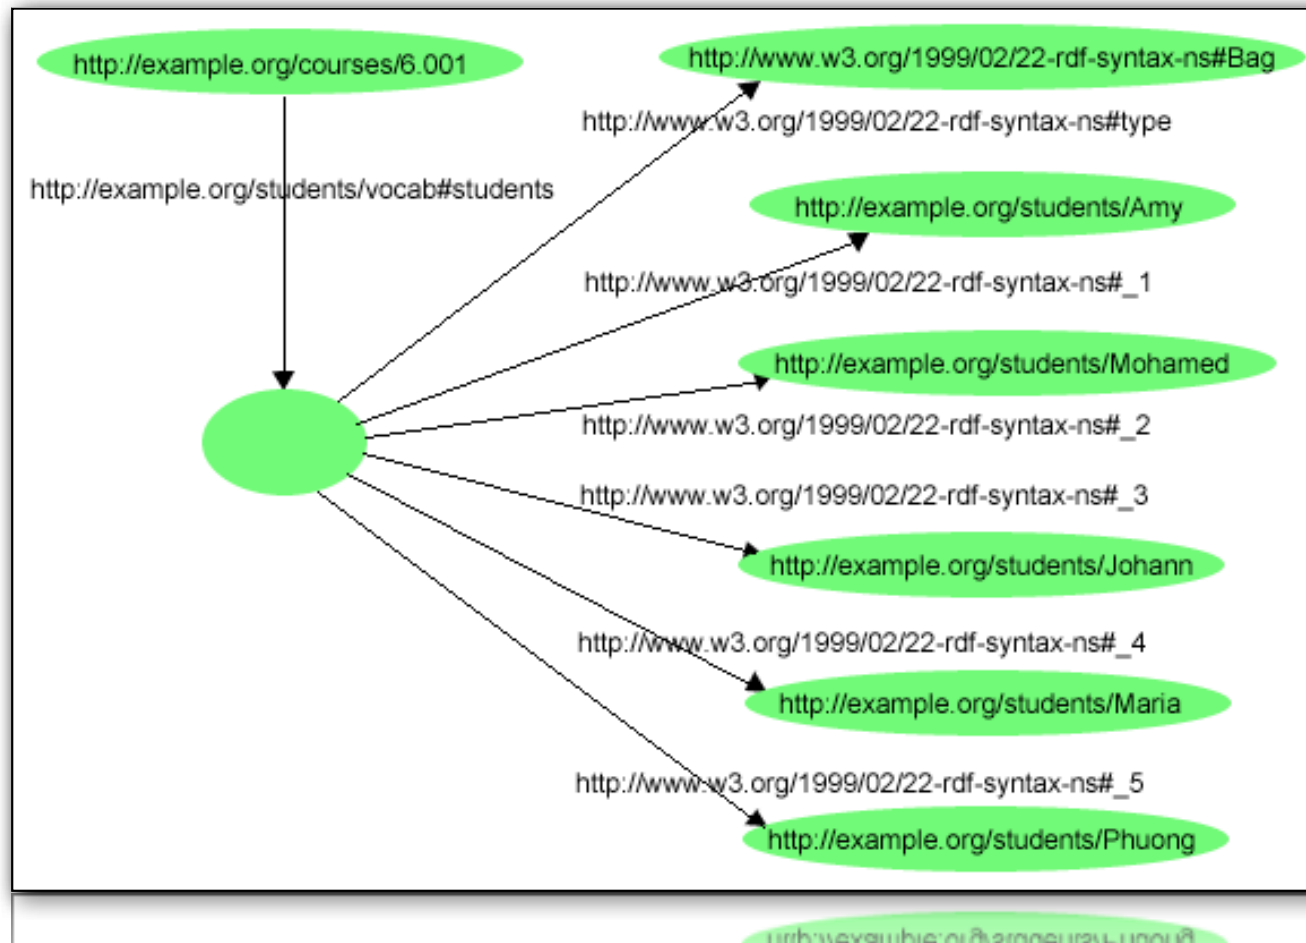 http://example.org/courses/6.001
http://www.w3.org/1999/02/22-rdf-syntax-ns#Bag
http://www.w3.org/1999/02/22-rdf-syntax-ns#type
http://example.org/students/vocab#students
http://example.org/students/Amy
http://www.w3.org/1999/02/22-rdf-syntax-ns#_1
http://example.org/students/Mohamed
http://www.w3.org/1999/02/22-rdf-syntax-ns#_2
http://www.w3.org/1999/02/22-rdf-syntax-ns#_3
http://example.org/students/Johann
http://www.w3.org/1999/02/22-rdf-syntax-ns#_4
http://example.org/students/Maria
http://www.w3.org/1999/02/22-rdf-syntax-ns#_5
http://example.org/students/Phuong